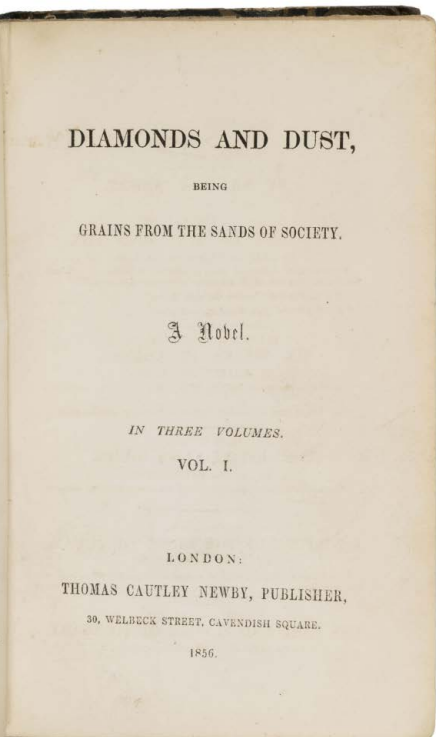 DIAMONDS AND DUST,
BEING
GRAINS FROM THE SANDS OF SOCIETY.
A Novel.
IN THREE VOLUMES.
VOL. I.
LONDON:
THOMAS CAUTLEY NEWBY, PUBLISHER,
30, WELBECK STREET, CAVENDISH SQUARE.
1856.